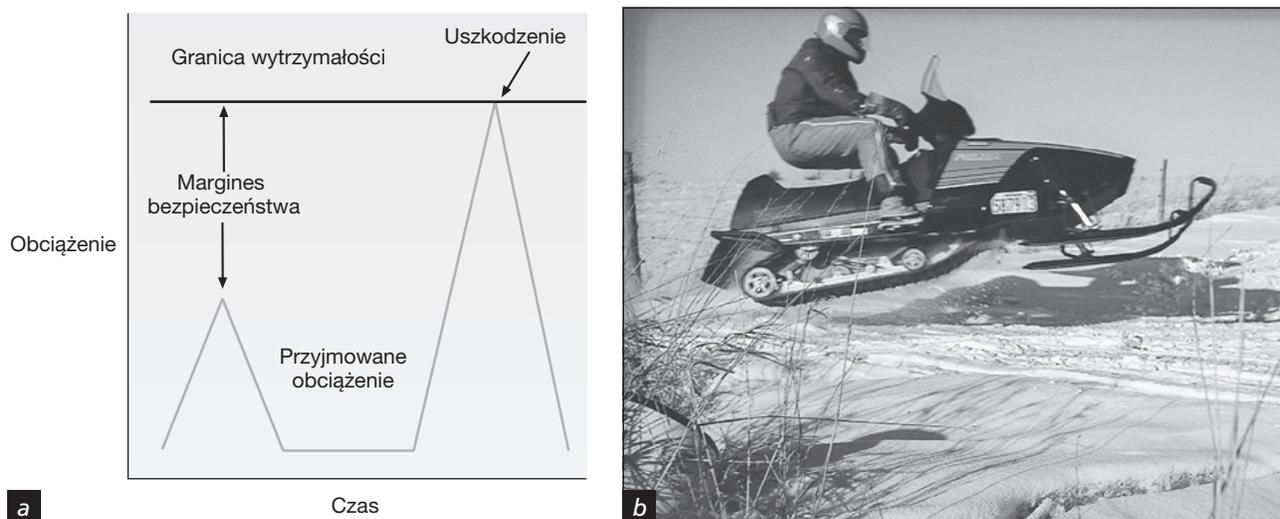 Uszkodzenie
Granica wytrzymałości
Margines
bezpieczeństwa
Obciążenie
Przyjmowane
obciążenie
Czas
a
b